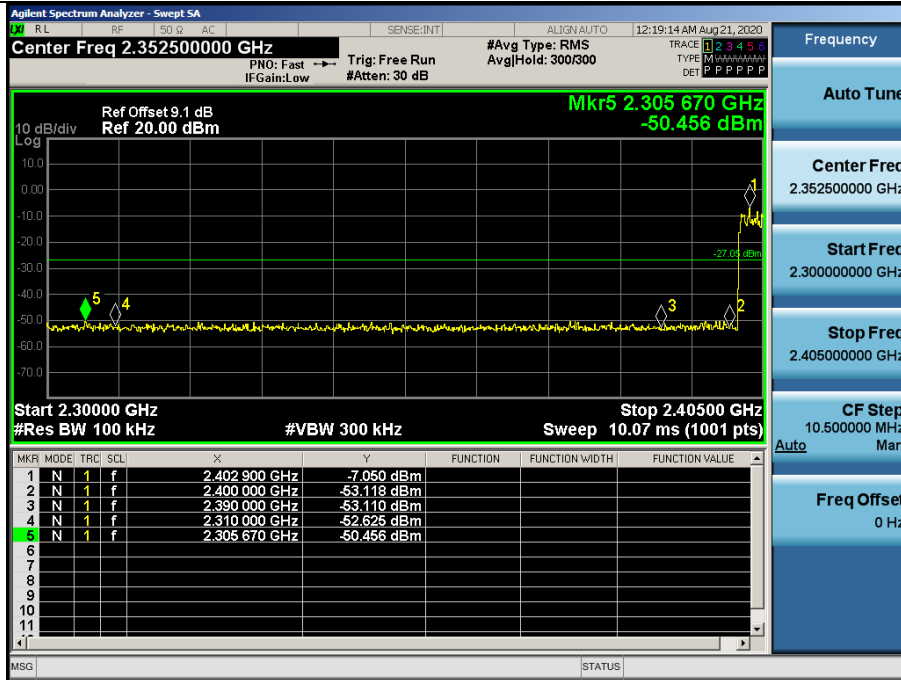 Agilent Spectrum Analyzer - Swept SA
LXI RL RF 50 Ω AC SENSE:INT ALIGN AUTO 12:19:14 AM Aug 21, 2020
Center Freq 2.352500000 GHz
PNO: Fast
IFGain:Low
Trig: Free Run
#Atten: 30 dB
#Avg Type: RMS
Avg|Hold: 300/300
TRACE 1 2 3 4 5 6
TYPE M
DET P P P P P P
Mkr5 2.305 670 GHz
-50.456 dBm
Ref Offset 9.1 dB
10 dB/div Ref 20.00 dBm
Log
10.0
0.00
-10.0
-20.0
-30.0
-40.0
-50.0
-60.0
-70.0
-27.05 dBm
1
5
4
3
2
Start 2.30000 GHz Stop 2.40500 GHz
#Res BW 100 kHz #VBW 300 kHz Sweep 10.07 ms (1001 pts)
MKR MODE TRC SCL X Y FUNCTION FUNCTION WIDTH FUNCTION VALUE
1 N 1 f 2.402 900 GHz -7.050 dBm
2 N 1 f 2.400 000 GHz -53.118 dBm
3 N 1 f 2.390 000 GHz -53.110 dBm
4 N 1 f 2.310 000 GHz -52.625 dBm
5 N 1 f 2.305 670 GHz -50.456 dBm
6
7
8
9
10
11
MSG STATUS
Frequency
Auto Tune
Center Freq
2.352500000 GHz
Start Freq
2.300000000 GHz
Stop Freq
2.405000000 GHz
CF Step
10.500000 MHz
Auto Man
Freq Offset
0 Hz